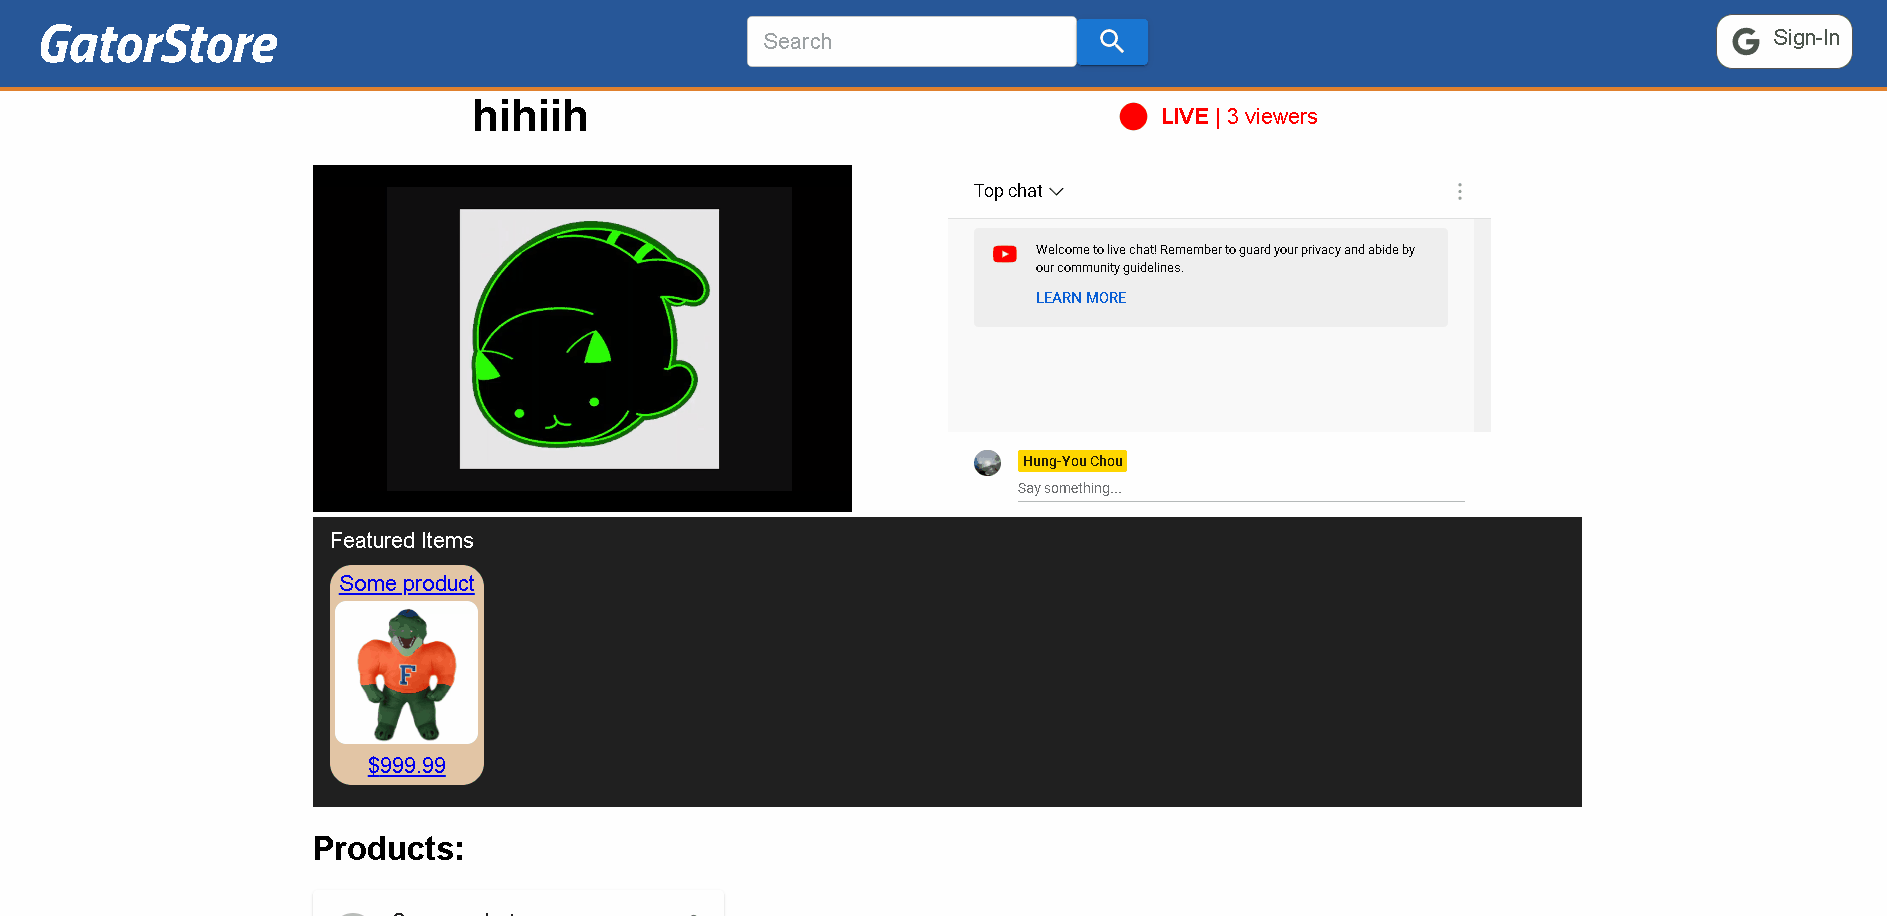 GatorStore
Search
Sign-In
hihiih
LIVE | 3 viewers
Top chat
Welcome to live chat! Remember to guard your privacy and abide by
our community guidelines.
LEARN MORE
Hung-You Chou
Say something...
Featured Items
Some product
F
$999.99
Products: